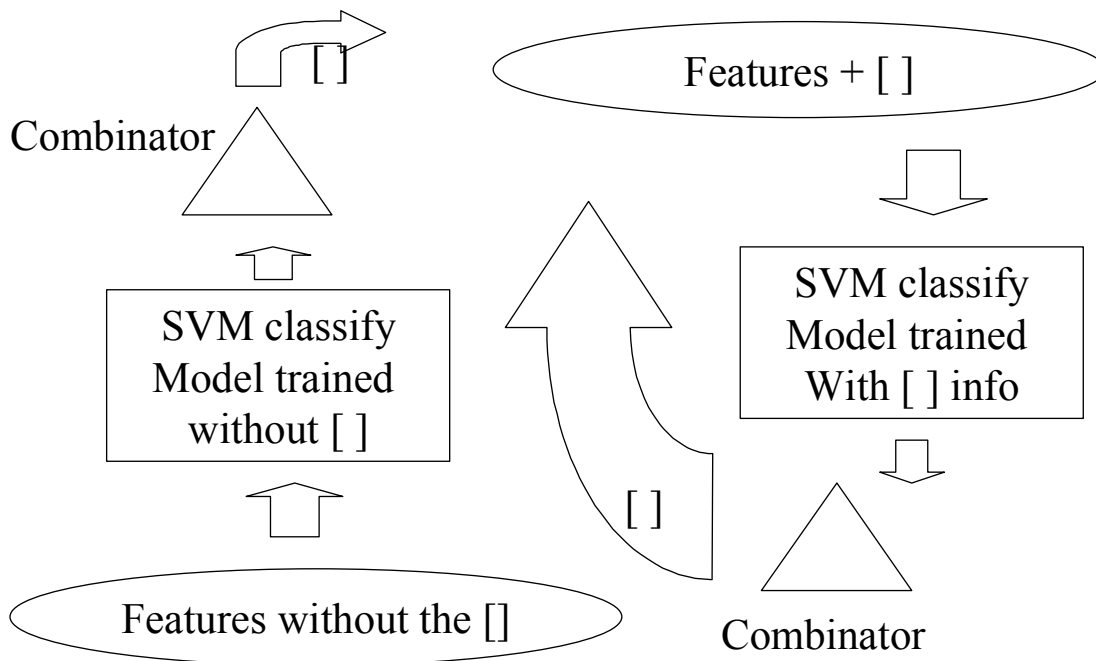 [ ]
Combinator
SVM classify
Model trained
without [ ]
Features without the []
Features + [ ]
SVM classify
Model trained
With [ ] info
[ ]
Combinator